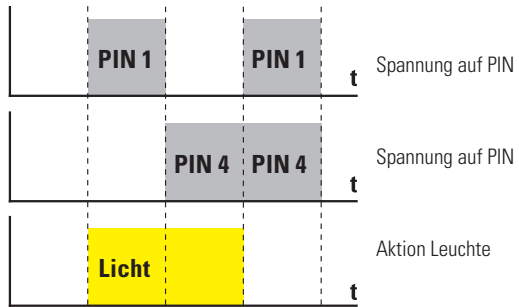 PIN 1 PIN 1
t Spannung auf PIN
PIN 4 PIN 4
t Spannung auf PIN
Licht
Aktion Leuchte
t